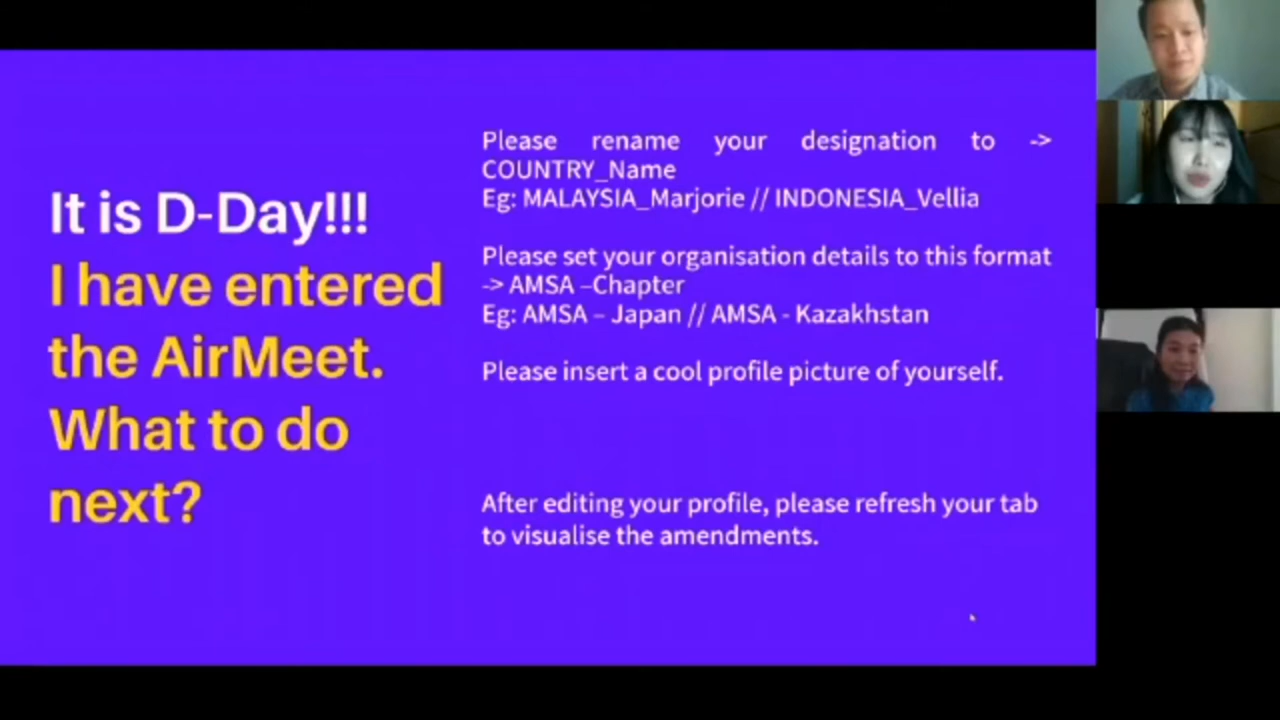 It is D-Day!!!
I have entered
the AirMeet.
What to do
next?
Please rename your designation to ->
COUNTRY_Name
Eg: MALAYSIA_Marjorie // INDONESIA_Vellia
Please set your organisation details to this format
-> AMSA –Chapter
Eg: AMSA – Japan // AMSA - Kazakhstan
Please insert a cool profile picture of yourself.
After editing your profile, please refresh your tab
to visualise the amendments.